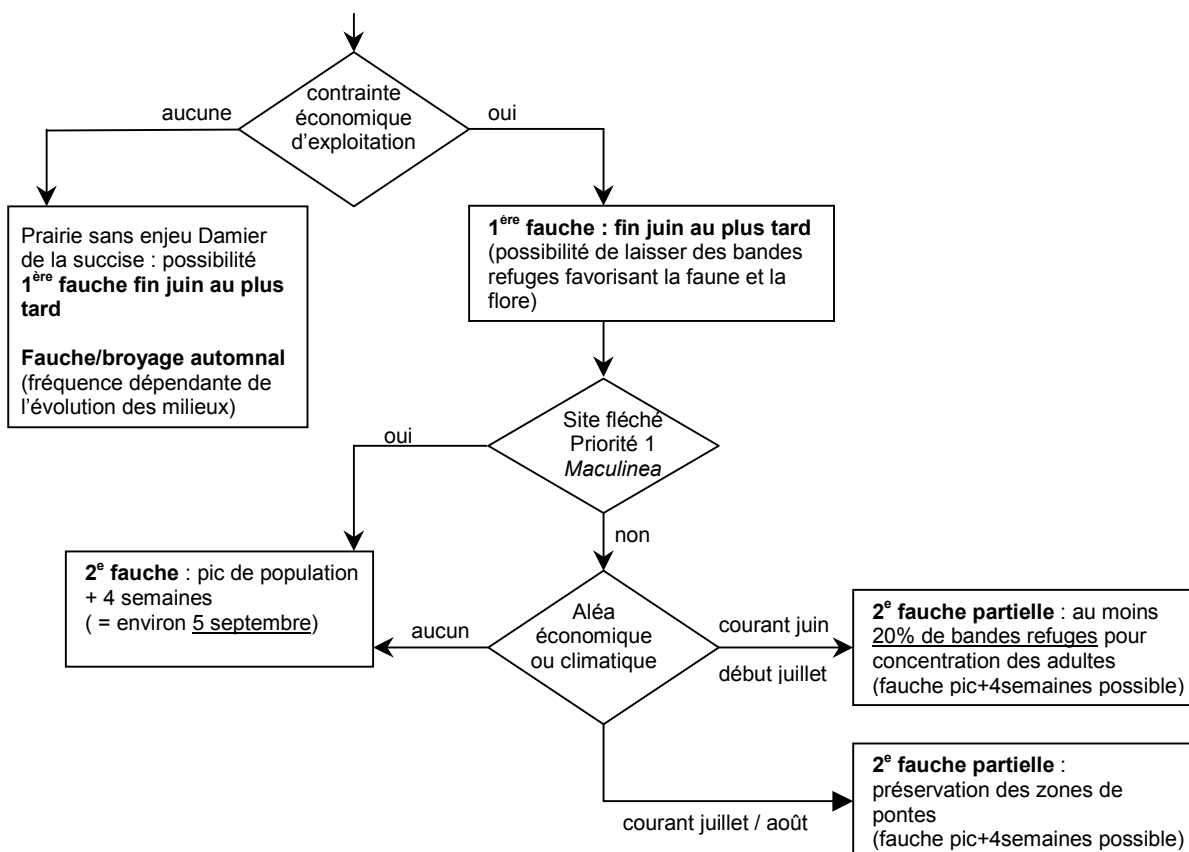 contrainte
économique
d'exploitation
aucune
oui
Prairie sans enjeu Damier
de la succise : possibilité
1ère fauche fin juin au plus
tard
Fauche/broyage automnal
(fréquence dépendante de
l'évolution des milieux)
1ère fauche : fin juin au plus tard
(possibilité de laisser des bandes
refuges favorisant la faune et la
flore)
Site fléché
Priorité 1
Maculinea
oui
non
2e fauche : pic de population
+ 4 semaines
( = environ 5 septembre)
aucun
Aléa
économique
ou climatique
courant juin
début juillet
2e fauche partielle : au moins
20% de bandes refuges pour
concentration des adultes
(fauche pic+4semaines possible)
courant juillet / août
2e fauche partielle :
préservation des zones de
pontes
(fauche pic+4semaines possible)